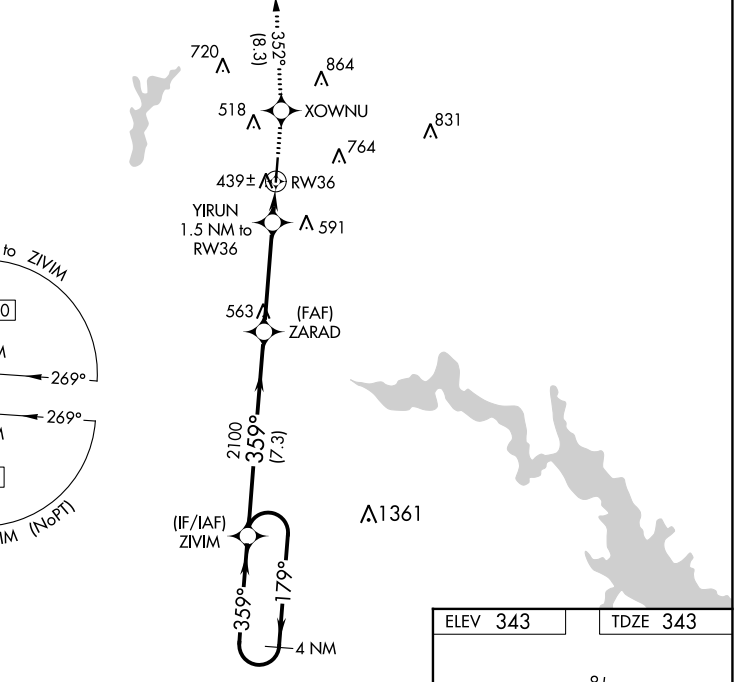 720
352°
(8.3)
864
518
XOWNU
831
764
439±
RW36
YIRUN
1.5 NM to
RW36
591
to ZIVIM
0
M
269°
563
(FAF)
ZARAD
269°
M
2100
359°
(7.3)
IM (NoPT)
(IF/IAF)
ZIVIM
1361
359°
179°
4 NM
ELEV 343
TDZE 343